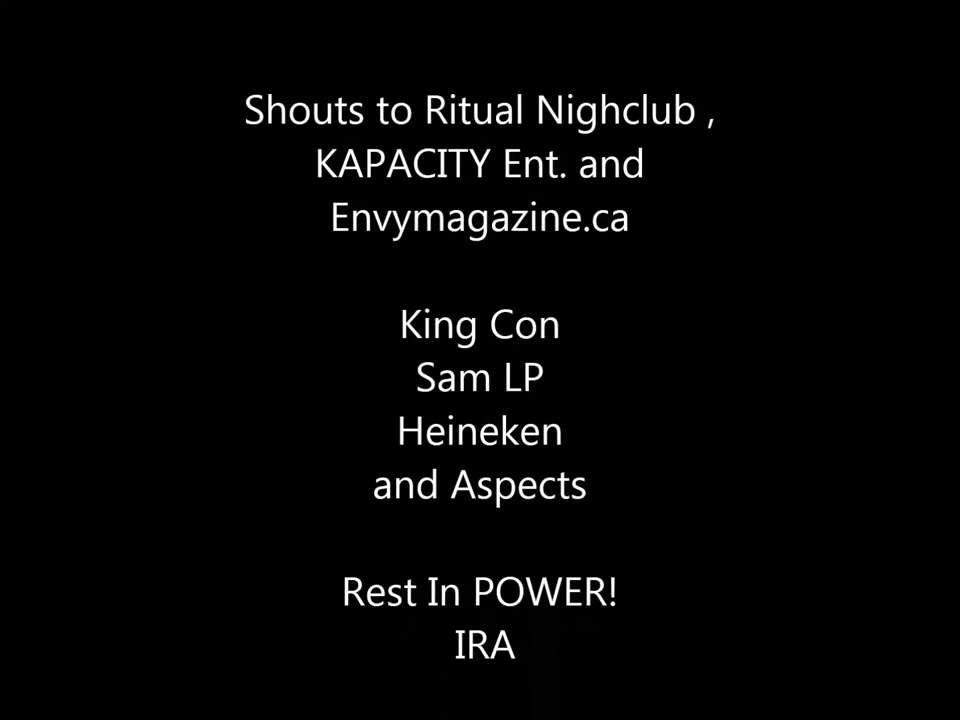 Shouts to Ritual Nighclub ,
KAPACITY Ent. and
Envymagazine.ca
King Con
Sam LP
Heineken
and Aspects
Rest In POWER!
IRA